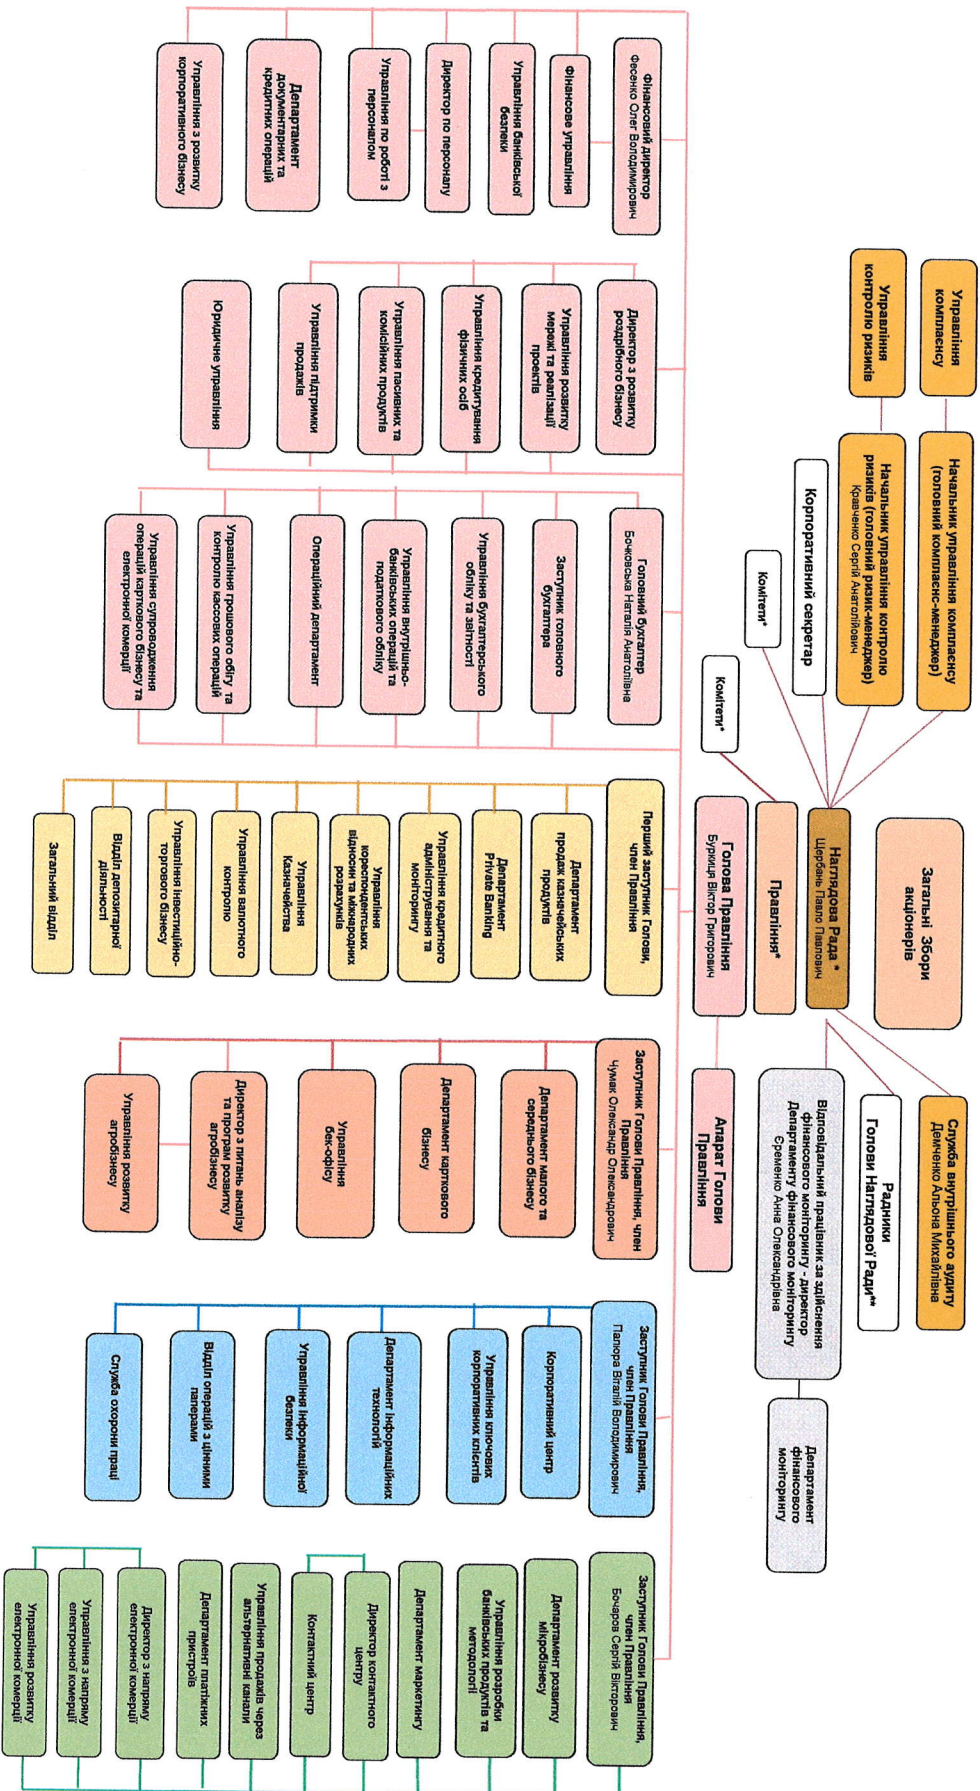 Загальні Збори
акціонерів
Наглядова Рада *
Щербань Павло Павлович
Правління*
Голова Правління
Буркиця Віктор Григорович
Апарат Голови
Правління
Управління
комплаєнсу
Начальник управління комплаєнсу
(головний комплаєнс-менеджер)
Управління
контролю ризиків
Начальник управління контролю
ризиків (головний ризик-менеджер)
Кравченко Сергій Анатолійович
Корпоративний секретар
Комітети*
Комітети*
Служба внутрішнього аудиту
Демченко Альона Михайлівна
Радники
Голови Наглядової Ради**
Відповідальний працівник за здійснення
фінансового моніторингу - директор
Департаменту фінансового моніторингу
Єременко Анна Олександрівна
Департамент
фінансового
моніторингу
Фінансовий директор
Фесенко Олег Володимирович
Фінансове управління
Управління банківської
безпеки
Директор по персоналу
Управління по роботі з
персоналом
Департамент
документарних та
кредитних операцій
Управління з розвитку
корпоративного бізнесу
Директор з розвитку
роздрібного бізнесу
Управління розвитку
мережі та реалізації
проектів
Управління кредитування
фізичних осіб
Управління пасивних та
комісійних продуктів
Управління підтримки
продажів
Юридичне управління
Головний бухгалтер
Бочковська Наталія Анатоліївна
Заступник головного
бухгалтера
Управління бухгалтерського
обліку та звітності
Управління внутрішньо-
банківських операцій та
податкового обліку
Операційний департамент
Управління грошового обігу та
контролю кассових операцій
Управління супроводження
операцій карткового бізнесу та
електронної комерції
Перший заступник Голови,
член Правління
Департамент
продаж казначейських
продуктів
Департамент
Private Banking
Управління кредитного
адміністрування та
моніторингу
Управління
кореспондентських
відносин та міжнародних
розрахунків
Управління
Казначейства
Управління валютного
контролю
Управління інвестиційно-
торгового бізнесу
Відділ депозитарної
діяльності
Загальний відділ
Заступник Голови Правління, член
Правління
Чумак Олександр Олександрович
Департамент малого та
середнього бізнесу
Департамент карткового
бізнесу
Управління
бек-офісу
Директор з питань аналізу
та програм розвитку
агробізнесу
Управління розвитку
агробізнесу
Заступник Голови Правління,
член Правління
Палюра Віталій Володимирович
Корпоративний центр
Управління ключових
корпоративних клієнтів
Департамент інформаційних
технологій
Управління інформаційної
безпеки
Відділ операцій з цінними
паперами
Служба охорони праці
Заступник Голови Правління,
член Правління
Бочаров Сергій Вікторович
Департамент розвитку
мікробізнесу
Управління розробки
банківських продуктів та
методології
Департамент маркетингу
Директор контактного
центру
Контактний центр
Управління продажів через
альтернативні канали
Департамент платіжних
пристроїв
Директор з напряму
електронної комерції
Управління з напряму
електронної комерції
Управління розвитку
електронної комерції